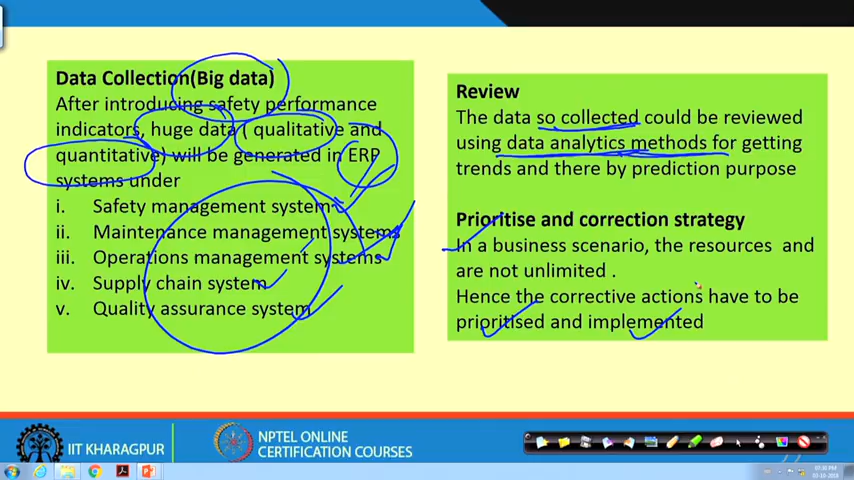 Data Collection(Big data)
After introducing safety performance
indicators, huge data ( qualitative and
quantitative) will be generated in ERP
systems under
i. Safety management system
ii. Maintenance management systems
iii. Operations management systems
iv. Supply chain system
v. Quality assurance system
Review
The data so collected could be reviewed
using data analytics methods for getting
trends and there by prediction purpose
Prioritise and correction strategy
In a business scenario, the resources and
are not unlimited .
Hence the corrective actions have to be
prioritised and implemented
IIT KHARAGPUR
NPTEL ONLINE
CERTIFICATION COURSES